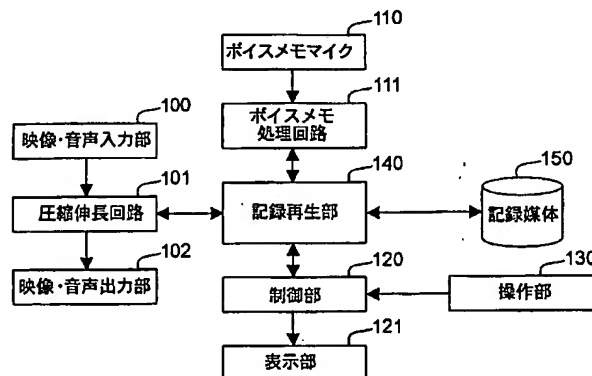 110
ボイスメモマイク
111
ボイスメモ
処理回路
100
映像・音声入力部
101
圧縮伸長回路
102
映像・音声出力部
140
記録再生部
150
記録媒体
120
制御部
130
操作部
121
表示部